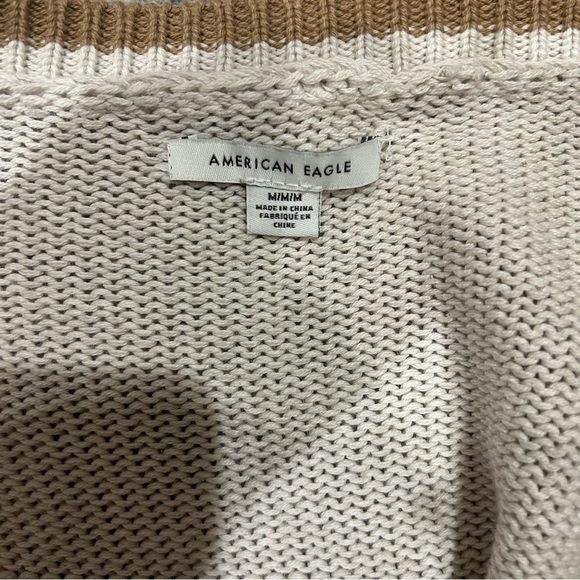 AMERICAN EAGLE
M/M/M
MADE IN CHINA
FABRIQUÉ EN
CHINE